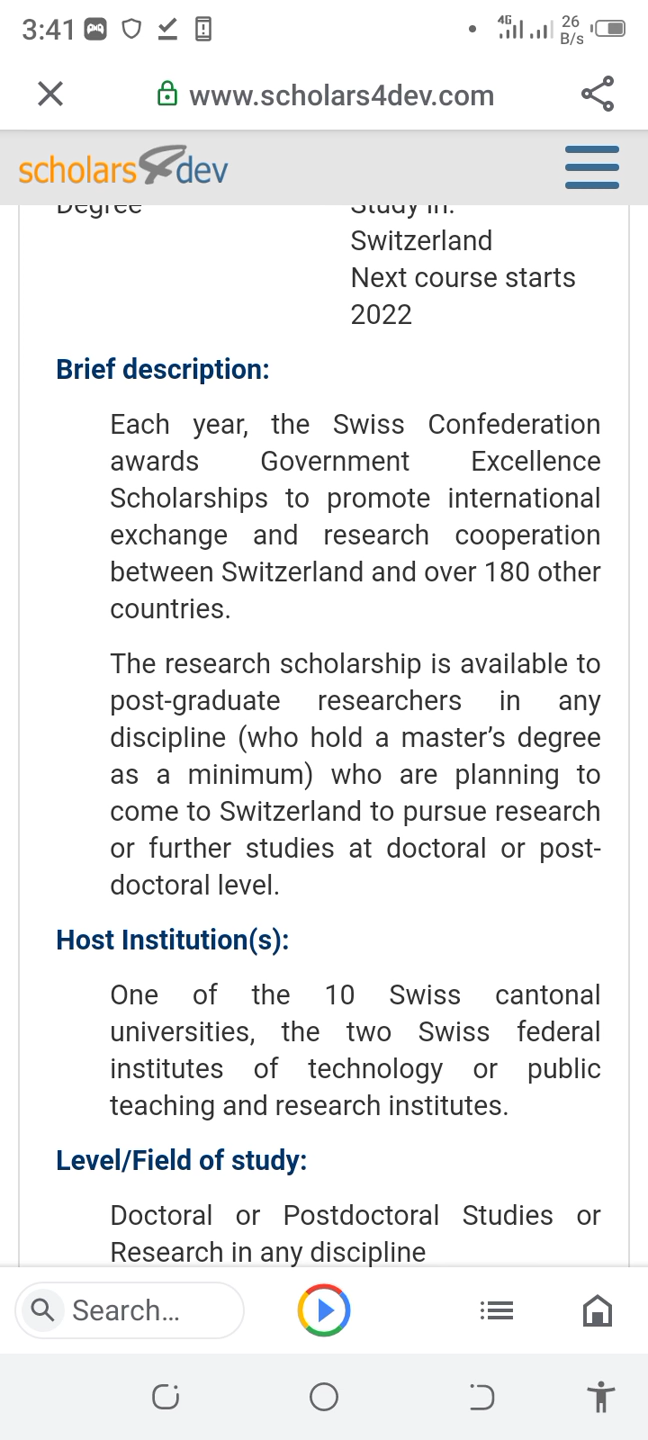 3:41
4G
26
B/s
www.scholars4dev.com
scholars4dev
Degree
Study in:
Switzerland
Next course starts
2022
Brief description:
Each year, the Swiss Confederation
awards Government Excellence
Scholarships to promote international
exchange and research cooperation
between Switzerland and over 180 other
countries.
The research scholarship is available to
post-graduate researchers in any
discipline (who hold a master’s degree
as a minimum) who are planning to
come to Switzerland to pursue research
or further studies at doctoral or post-
doctoral level.
Host Institution(s):
One of the 10 Swiss cantonal
universities, the two Swiss federal
institutes of technology or public
teaching and research institutes.
Level/Field of study:
Doctoral or Postdoctoral Studies or
Research in any discipline
Search...